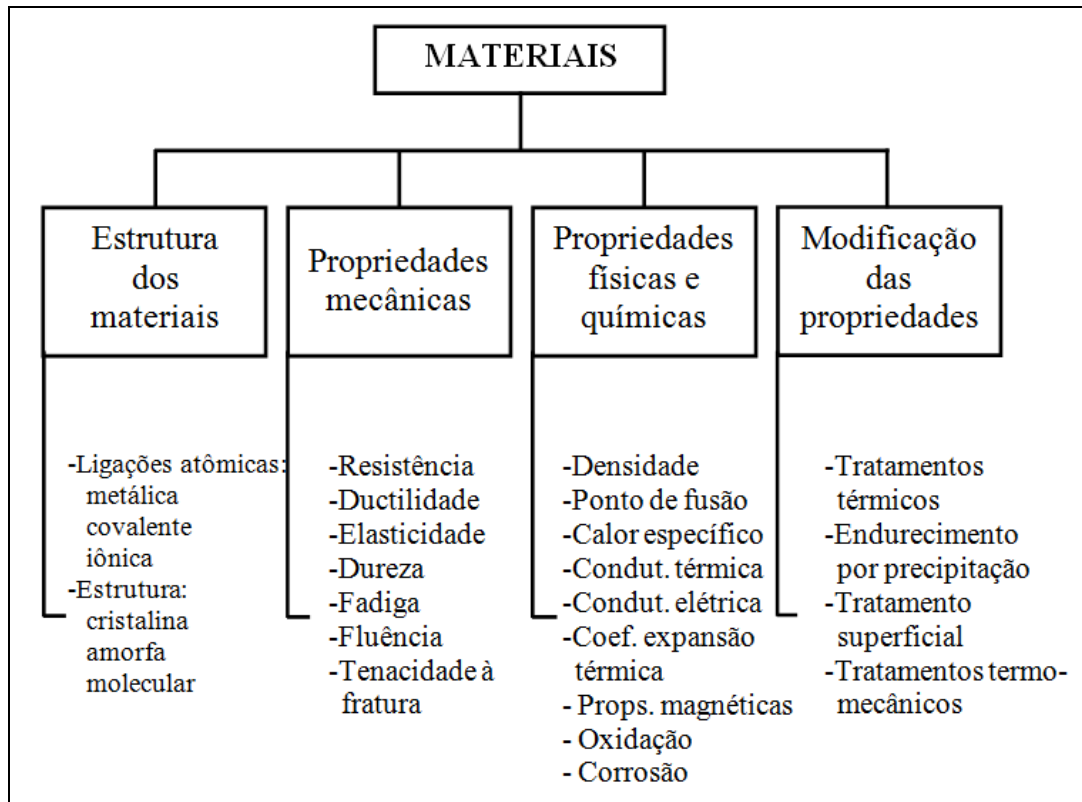 MATERIAIS
Estrutura
dos
materiais
-Ligações atômicas:
metálica
covalente
iônica
-Estrutura:
cristalina
amorfa
molecular
Propriedades
mecânicas
-Resistência
-Ductilidade
-Elasticidade
-Dureza
-Fadiga
-Fluência
-Tenacidade à
fratura
Propriedades
físicas e
químicas
-Densidade
-Ponto de fusão
-Calor específico
-Condut. térmica
-Condut. elétrica
-Coef. expansão
térmica
- Props. magnéticas
- Oxidação
- Corrosão
Modificação
das
propriedades
-Tratamentos
térmicos
-Endurecimento
por precipitação
-Tratamento
superficial
-Tratamentos termo-
mecânicos